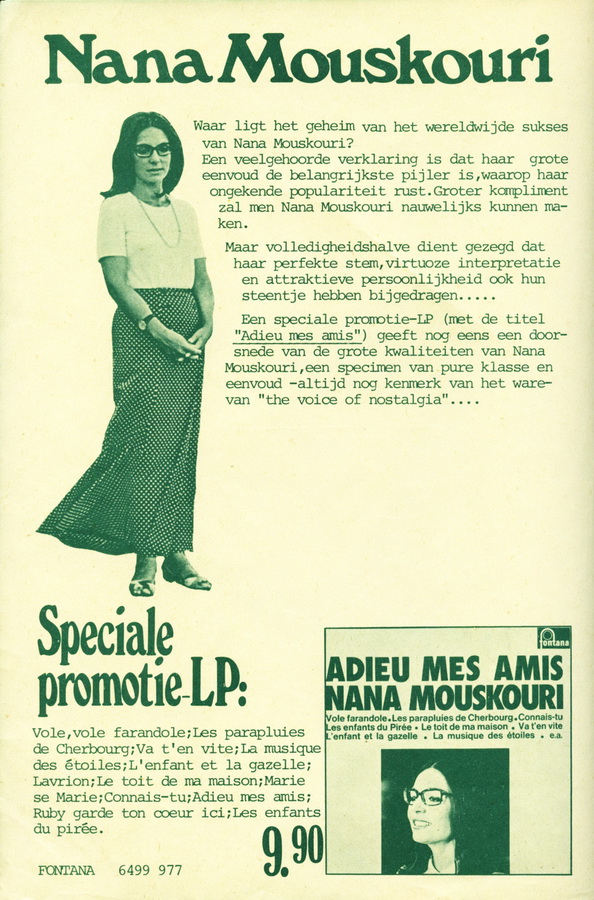 Nana Mouskouri
Waar ligt het geheim van het wereldwijde sukses
van Nana Mouskouri?
Een veelgehoorde verklaring is dat haar grote
eenvoud de belangrijkste pijler is,waarop haar
ongekende populariteit rust.Groter kompliment
zal men Nana Mouskouri nauwelijks kunnen ma-
ken.
Maar volledigheidshalve dient gezegd dat
haar perfekte stem,virtuoze interpretatie
en attraktieve persoonlijkheid ook hun
steentje hebben bijgedragen.....
Een speciale promotie-LP (met de titel
"Adieu mes amis") geeft nog eens een door-
snede van de grote kwaliteiten van Nana
Mouskouri,een specimen van pure klasse en
eenvoud -altijd nog kenmerk van het ware-
van "the voice of nostalgia"....
Speciale
promotie-LP:
Vole,vole farandole;Les parapluies
de Cherbourg;Va t'en vite;La musique
des étoiles;L'enfant et la gazelle;
Lavrion;Le toit de ma maison;Marie
se Marie;Connais-tu;Adieu mes amis;
Ruby garde ton coeur ici;Les enfants
du pirée.
9.90
FONTANA 6499 977
fontana
ADIEU MES AMIS
NANA MOUSKOURI
Vole farandole • Les parapluies de Cherbourg • Connais-tu
Les enfants du Pirée • Le toit de ma maison • Va t'en vite
L'enfant et la gazelle • La musique des étoiles • e.a.